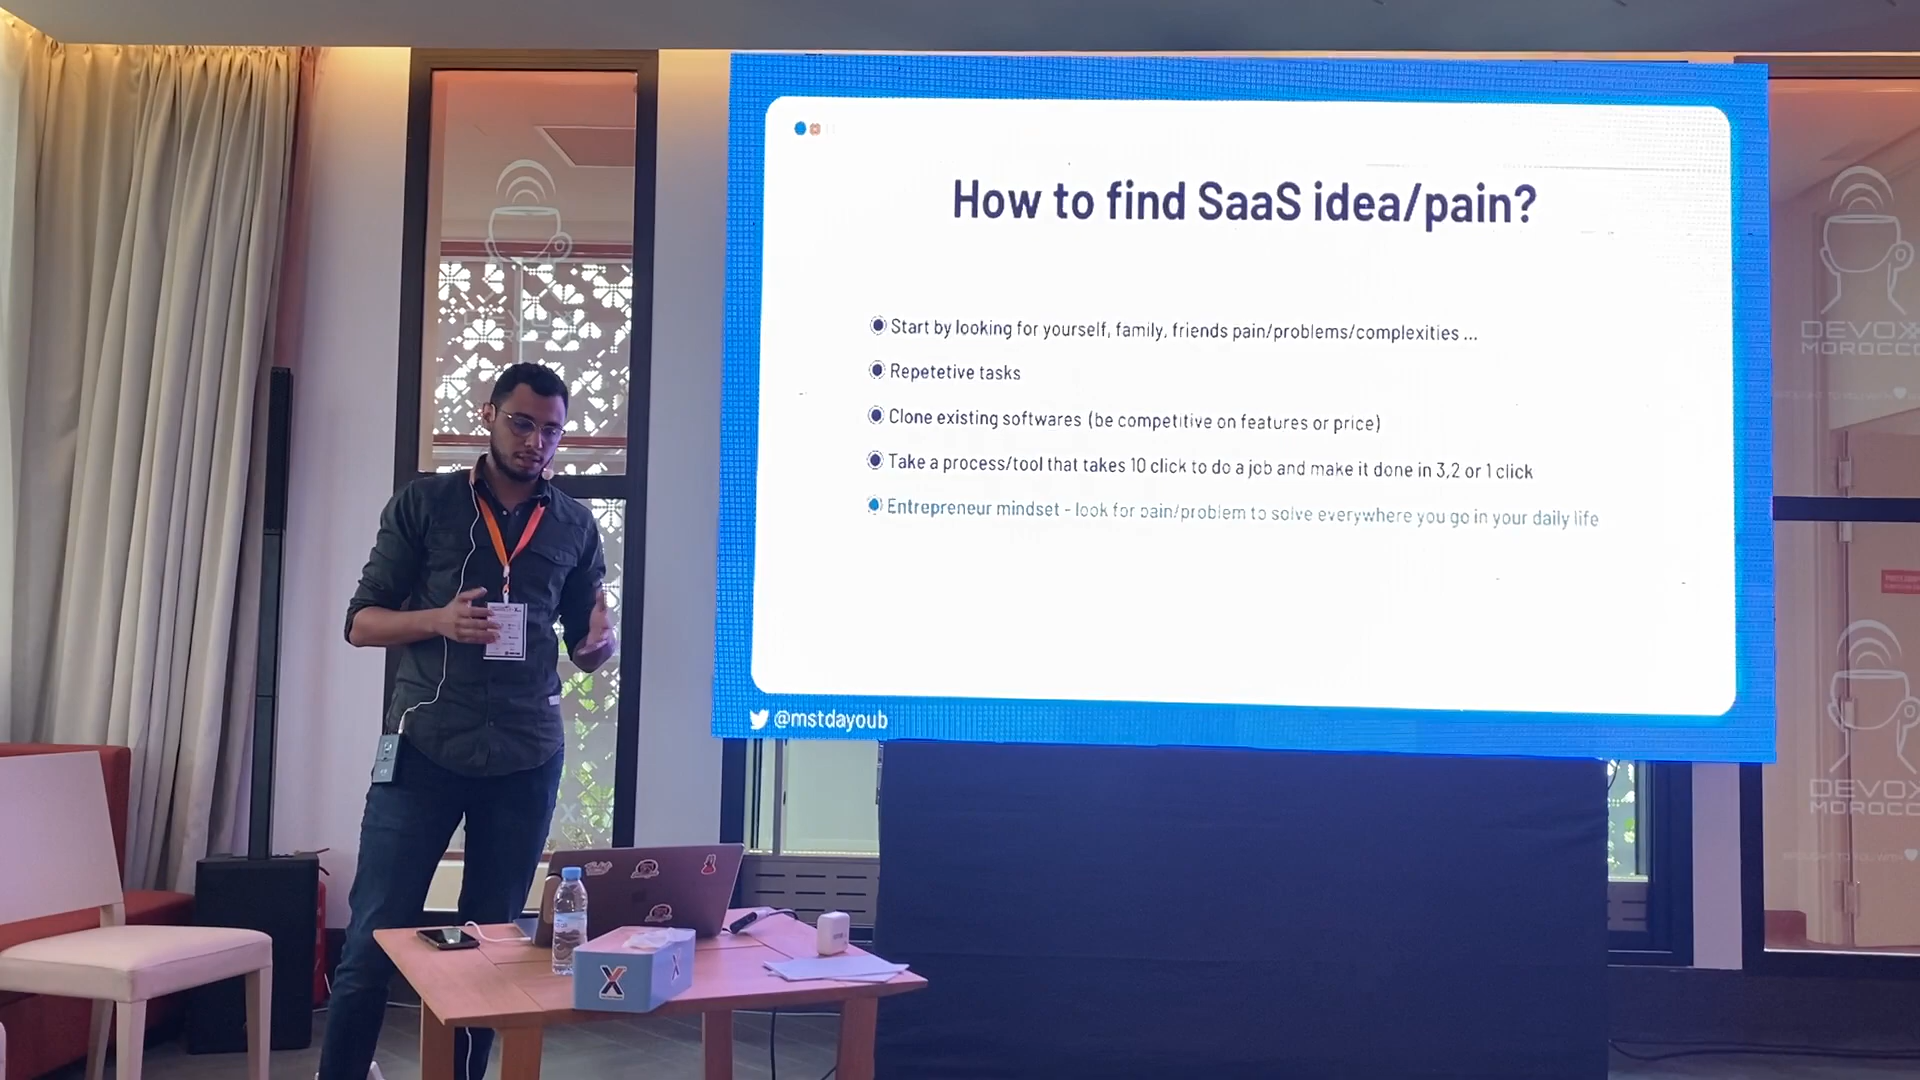 How to find SaaS idea/pain?
Start by looking for yourself, family, friends pain/problems/complexities ...
Repetetive tasks
Clone existing softwares (be competitive on features or price)
Take a process/tool that takes 10 click to do a job and make it done in 3,2 or 1 click
Entrepreneur mindset - look for pain/problem to solve everywhere you go in your daily life
@mstdayoub
DEVOXX
MOROCCO
DEVOXX
MOROCCO
X